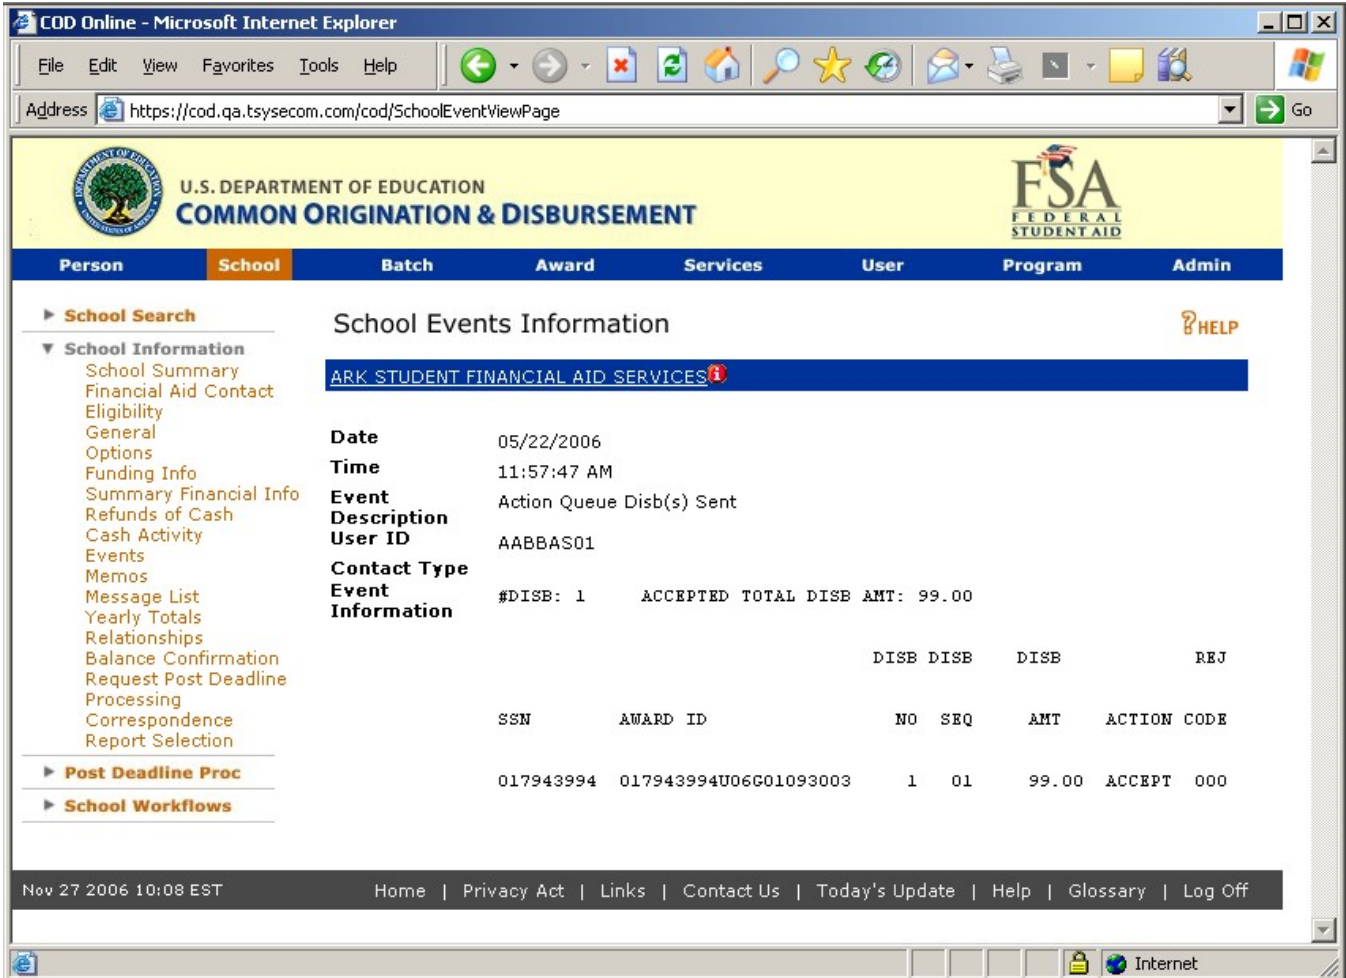 COD Online - Microsoft Internet Explorer
File Edit View Favorites Tools Help
Address https://cod.qa.tsysecom.com/cod/SchoolEventViewPage Go
U.S. DEPARTMENT OF EDUCATION
COMMON ORIGINATION & DISBURSEMENT
FSA
FEDERAL
STUDENT AID
Person School Batch Award Services User Program Admin
School Search
School Information
School Summary
Financial Aid Contact
Eligibility
General
Options
Funding Info
Summary Financial Info
Refunds of Cash
Cash Activity
Events
Memos
Message List
Yearly Totals
Relationships
Balance Confirmation
Request Post Deadline
Processing
Correspondence
Report Selection
Post Deadline Proc
School Workflows
School Events Information
? HELP
ARK STUDENT FINANCIAL AID SERVICES
Date 05/22/2006
Time 11:57:47 AM
Event Action Queue Disb(s) Sent
Description
User ID AABBAS01
Contact Type
Event #DISB: 1 ACCEPTED TOTAL DISB AMT: 99.00
Information
DISB DISB DISB REJ
SSN AWARD ID NO SEQ AMT ACTION CODE
017943994 017943994U06G01093003 1 01 99.00 ACCEPT 000
Nov 27 2006 10:08 EST Home | Privacy Act | Links | Contact Us | Today's Update | Help | Glossary | Log Off
Internet